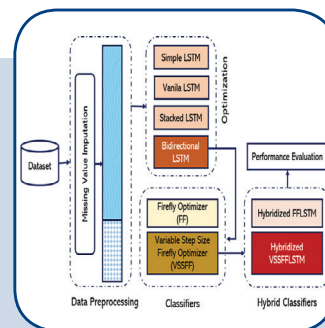 Dataset
Missing Value Imputation
Data Preprocessing
Simple LSTM
Vanila LSTM
Stacked LSTM
Bidirectional
LSTM
Optimization
Firefly Optimizer
(FF)
Variable Step Size
Firefly Optimizer
(VSSFF)
Classifiers
Performance Evaluation
Hybridized FFLSTM
Hybridized
VSSFFLSTM
Hybrid Classifiers